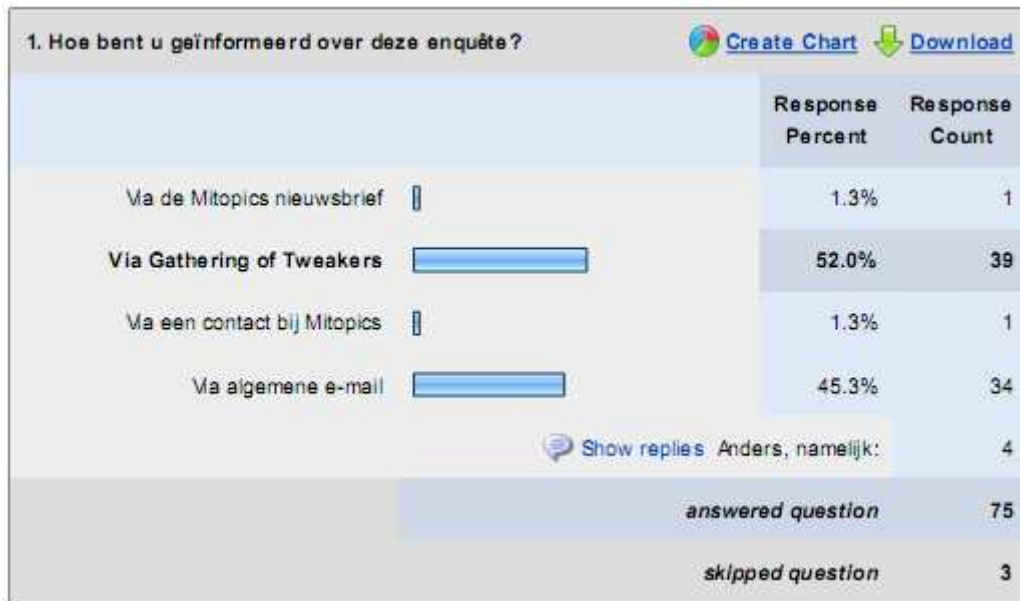 1. Hoe bent u geïnformeerd over deze enquête? Create Chart Download
Response Percent Response Count
Via de Mitopics nieuwsbrief 1.3% 1
Via Gathering of Tweakers 52.0% 39
Via een contact bij Mitopics 1.3% 1
Via algemene e-mail 45.3% 34
Show replies Anders, namelijk: 4
answered question 75
skipped question 3